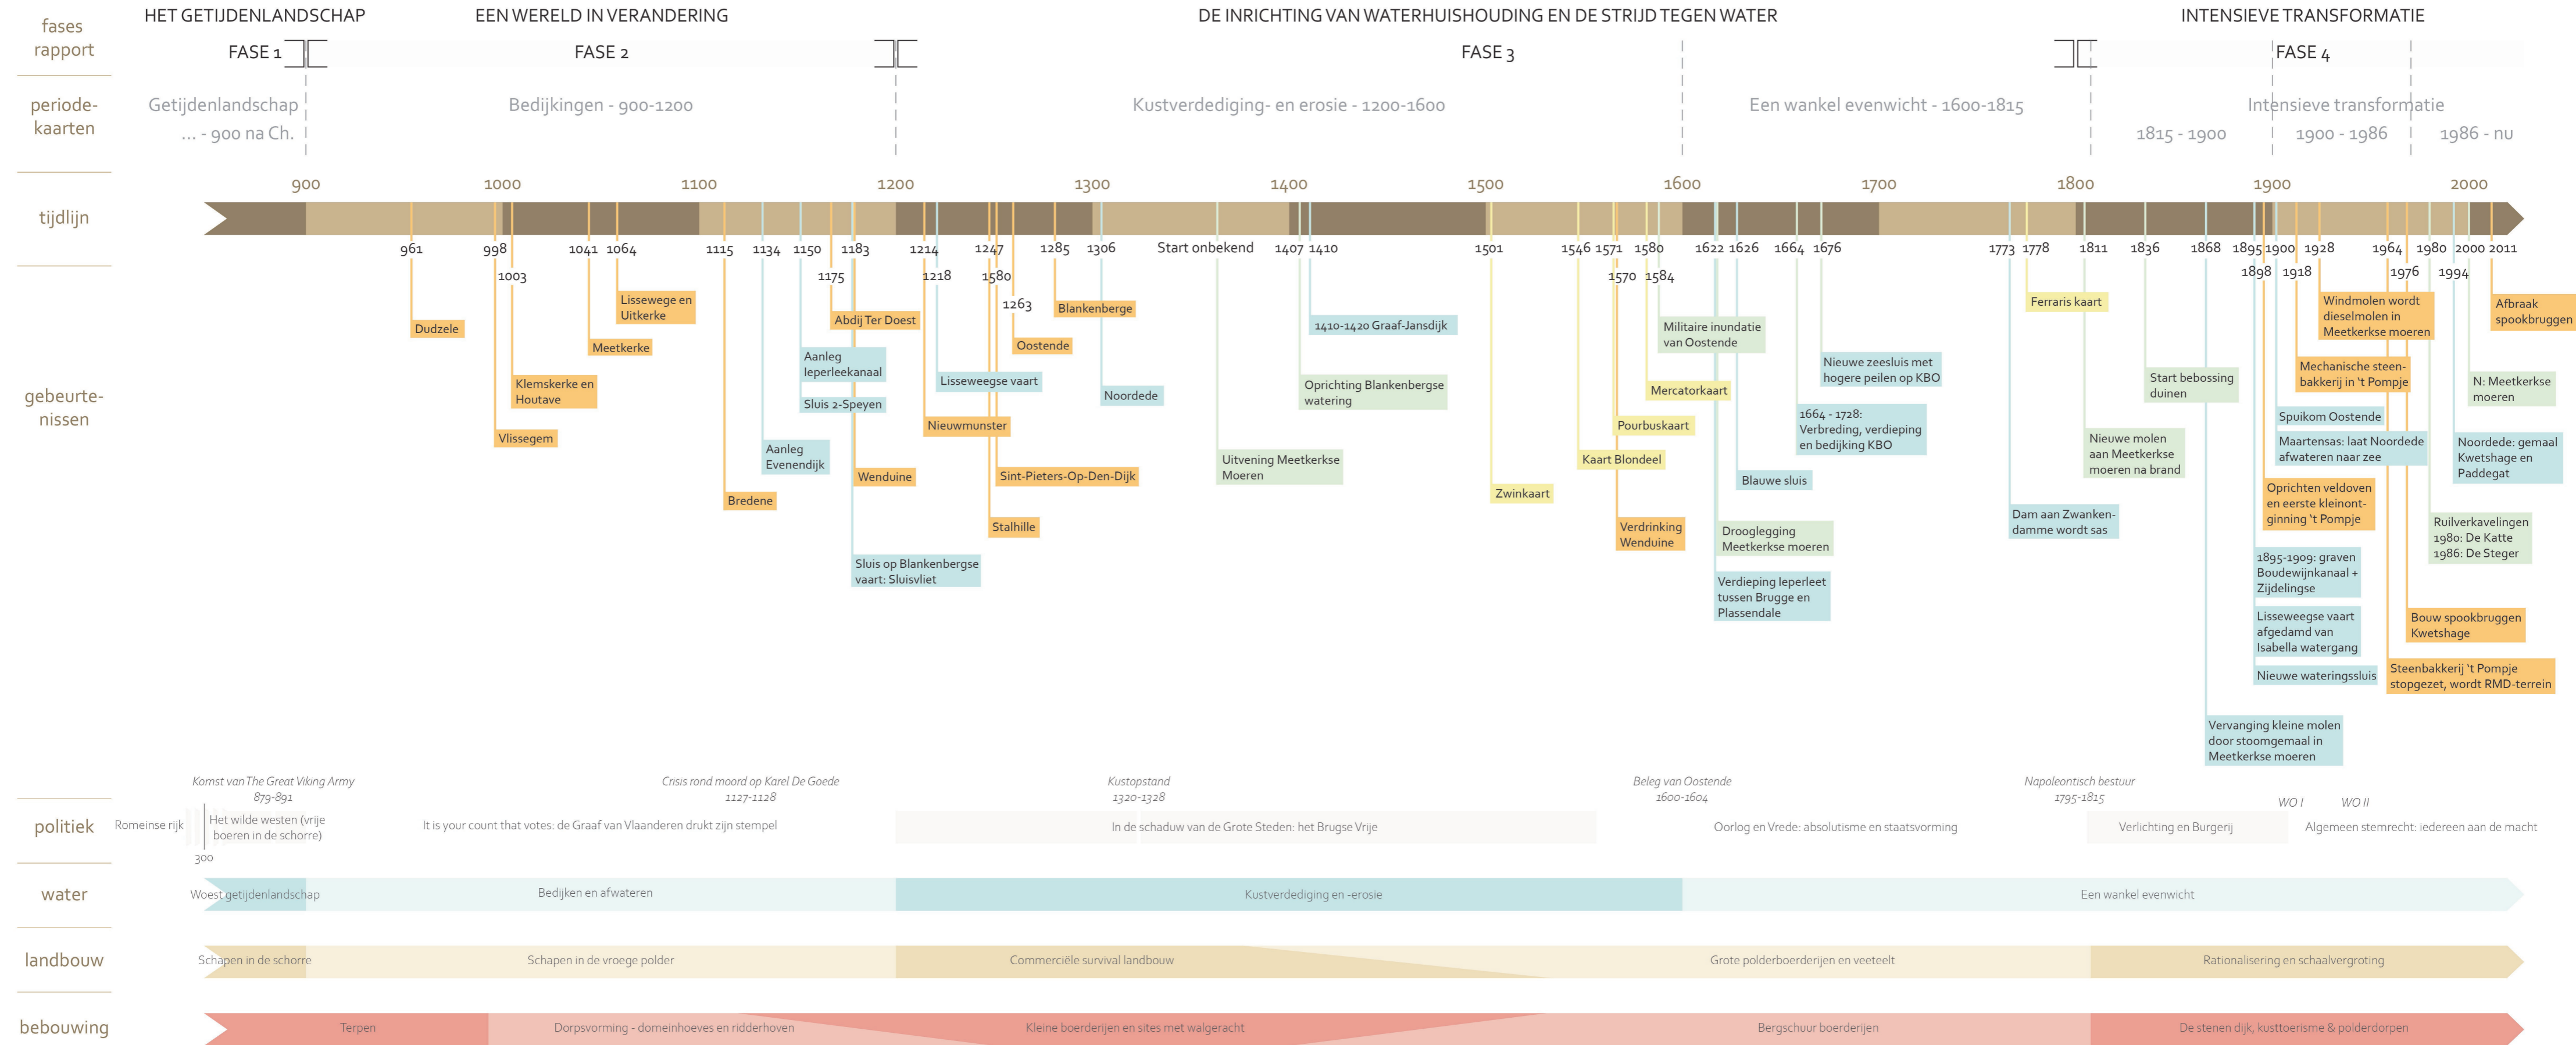 fases
rapport
HET GETIJDENLANDSCHAP
EEN WERELD IN VERANDERING
DE INRICHTING VAN WATERHUISHOUDING EN DE STRIJD TEGEN WATER
INTENSIEVE TRANSFORMATIE
FASE 1
FASE 2
FASE 3
FASE 4
periode-
kaarten
Getijdenlandschap
... - 900 na Ch.
Bedijkingen - 900-1200
Kustverdediging- en erosie - 1200-1600
Een wankel evenwicht - 1600-1815
Intensieve transformatie
1815 - 1900
1900 - 1986
1986 - nu
tijdlijn
900
1000
1100
1200
1300
1400
1500
1600
1700
1800
1900
2000
961
998
1003
1041
1064
1115
1134
1150
1175
1183
1214
1218
1247
1580
1263
1285
1306
Start onbekend
1407
1410
1501
1546
1571
1570
1580
1584
1622
1626
1664
1676
1773
1778
1811
1836
1868
1895
1898
1900
1918
1928
1964
1976
1980
1994
2000
2011
gebeurte-
nissen
Dudzele
Vlissegem
Klemskerke en
Houtave
Meetkerke
Lissewege en
Uitkerke
Bredene
Aanleg
Evenendijk
Aanleg
Ieperleekanaal
Sluis 2-Speyen
Abdij Ter Doest
Wenduine
Sluis op Blankenbergse
vaart: Sluisvliet
Nieuwmunster
Lisseweegse vaart
Stalhille
Sint-Pieters-Op-Den-Dijk
Oostende
Blankenberge
Noordede
Uitvening Meetkerkse
Moeren
Oprichting Blankenbergse
watering
1410-1420 Graaf-Jansdijk
Zwinkaart
Kaart Blondeel
Pourbuskaart
Verdrinking
Wenduine
Mercatorkaart
Militaire inundatie
van Oostende
Drooglegging
Meetkerkse moeren
Verdieping Ieperleet
tussen Brugge en
Plassendale
Blauwe sluis
1664 - 1728:
Verbreding, verdieping
en bedijking KBO
Nieuwe zeesluis met
hogere peilen op KBO
Dam aan Zwanken-
damme wordt sas
Ferraris kaart
Nieuwe molen
aan Meetkerkse
moeren na brand
Start bebossing
duinen
Vervanging kleine molen
door stoomgemaal in
Meetkerkse moeren
1895-1909: graven
Boudewijnkanaal +
Zijdelingse
Lisseweegse vaart
afgedamd van
Isabella watergang
Nieuwe wateringssluis
Oprichten veldoven
en eerste kleinont-
ginning 't Pompje
Spuikom Oostende
Maartensas: laat Noordede
afwateren naar zee
Mechanische steen-
bakkerij in 't Pompje
Windmolen wordt
dieselmolen in
Meetkerkse moeren
Steenbakkerij 't Pompje
stopgezet, wordt RMD-terrein
Bouw spookbruggen
Kwetshage
Ruilverkavelingen
1980: De Katte
1986: De Steger
Noordede: gemaal
Kwetshage en
Paddegat
N: Meetkerkse
moeren
Afbraak
spookbruggen
Komst van The Great Viking Army
879-891
Crisis rond moord op Karel De Goede
1127-1128
Kustopstand
1320-1328
Beleg van Oostende
1600-1604
Napoleontisch bestuur
1795-1815
WO I
WO II
politiek
Romeinse rijk
300
Het wilde westen (vrije
boeren in de schorre)
It is your count that votes: de Graaf van Vlaanderen drukt zijn stempel
In de schaduw van de Grote Steden: het Brugse Vrije
Oorlog en Vrede: absolutisme en staatsvorming
Verlichting en Burgerij
Algemeen stemrecht: iedereen aan de macht
water
Woest getijdenlandschap
Bedijken en afwateren
Kustverdediging en -erosie
Een wankel evenwicht
landbouw
Schapen in de schorre
Schapen in de vroege polder
Commerciële survival landbouw
Grote polderboerderijen en veeteelt
Rationalisering en schaalvergroting
bebouwing
Terpen
Dorpsvorming - domeinhoeves en ridderhoven
Kleine boerderijen en sites met walgeracht
Bergschuur boerderijen
De stenen dijk, kusttoerisme & polderdorpen